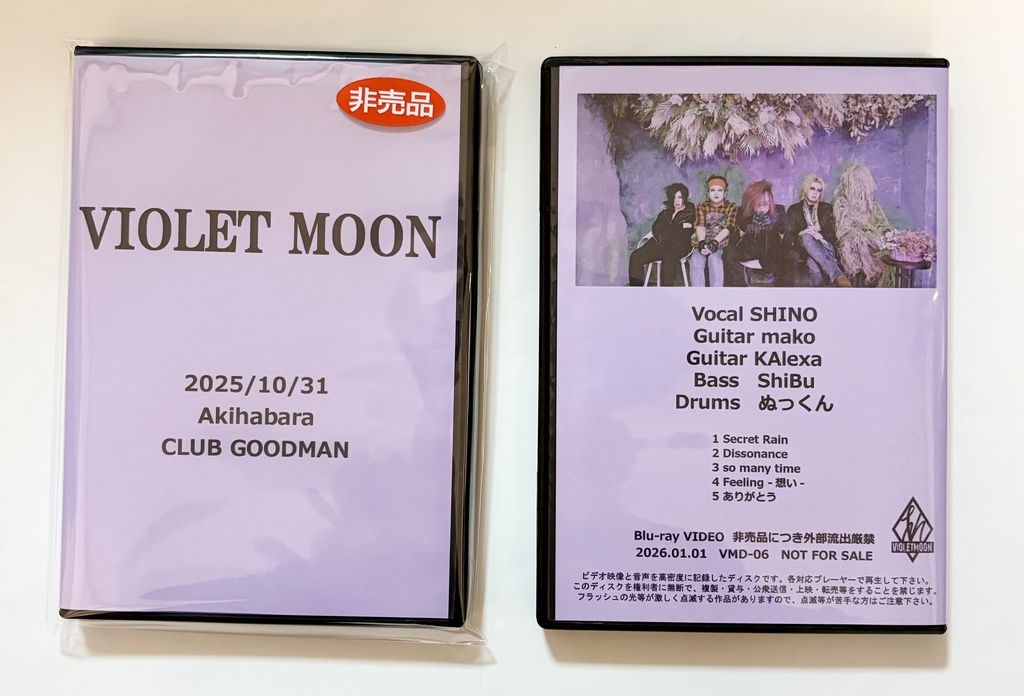 非売品
VIOLET MOON
2025/10/31
Akihabara
CLUB GOODMAN
Vocal SHINO
Guitar mako
Guitar KAlexa
Bass ShiBu
Drums ぬっくん
1 Secret Rain
2 Dissonance
3 so many time
4 Feeling - 想い -
5 ありがとう
Blu-ray VIDEO 非売品につき外部流出厳禁
2026.01.01 VMD-06 NOT FOR SALE
VIOLETMOON
ビデオ映像と音声を高密度に記録したディスクです。各対応プレーヤーで再生して下さい。
このディスクを権利者に無断で、複製・貸与・公衆送信・上映・転売等をすることを禁じます。
フラッシュの光等が激しく点滅する作品がありますので、点滅等が苦手な方はご注意下さい。